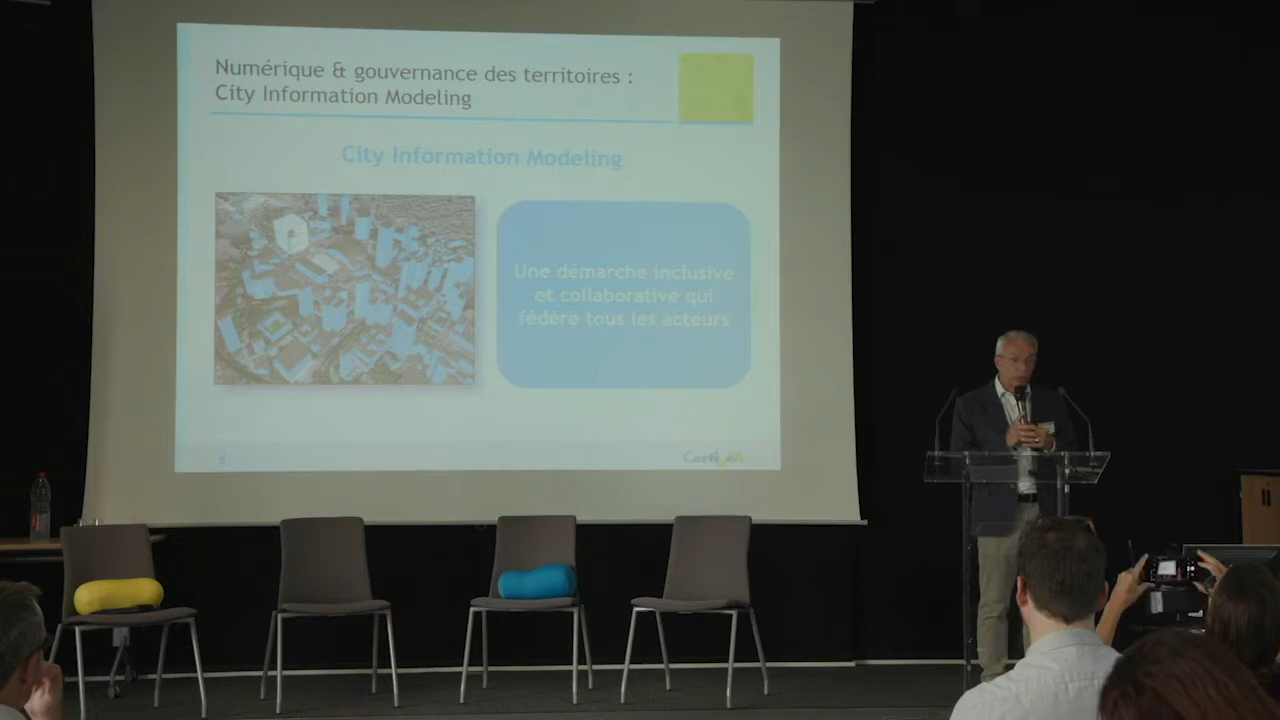 Numérique & gouvernance des territoires :
City Information Modeling
City Information Modeling
Une démarche inclusive
et collaborative qui
fédère tous les acteurs